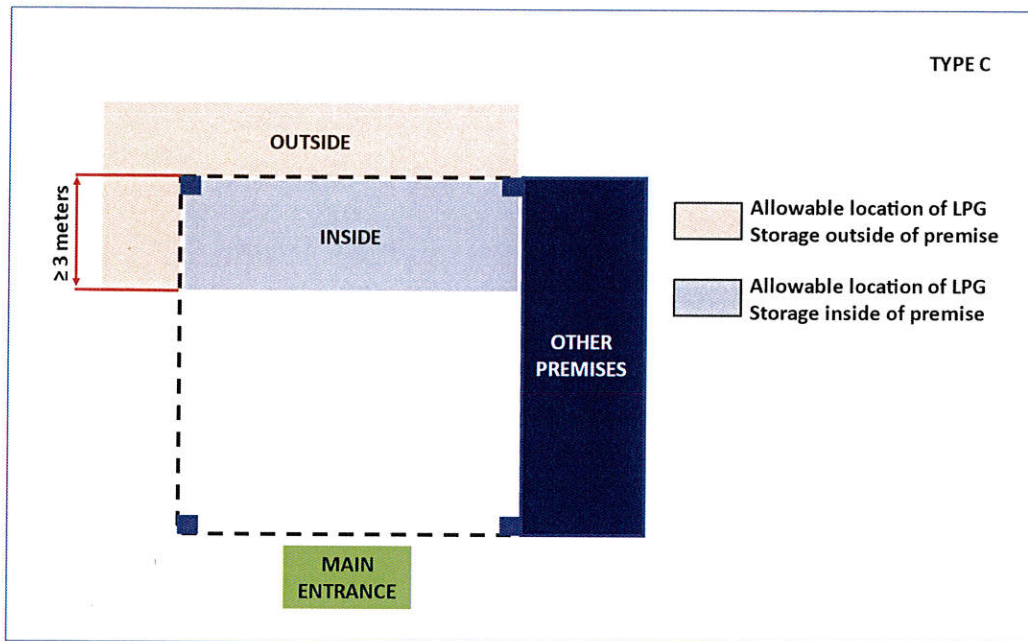 TYPE C
OUTSIDE
≥ 3 meters
INSIDE
OTHER
PREMISES
MAIN
ENTRANCE
Allowable location of LPG
Storage outside of premise
Allowable location of LPG
Storage inside of premise